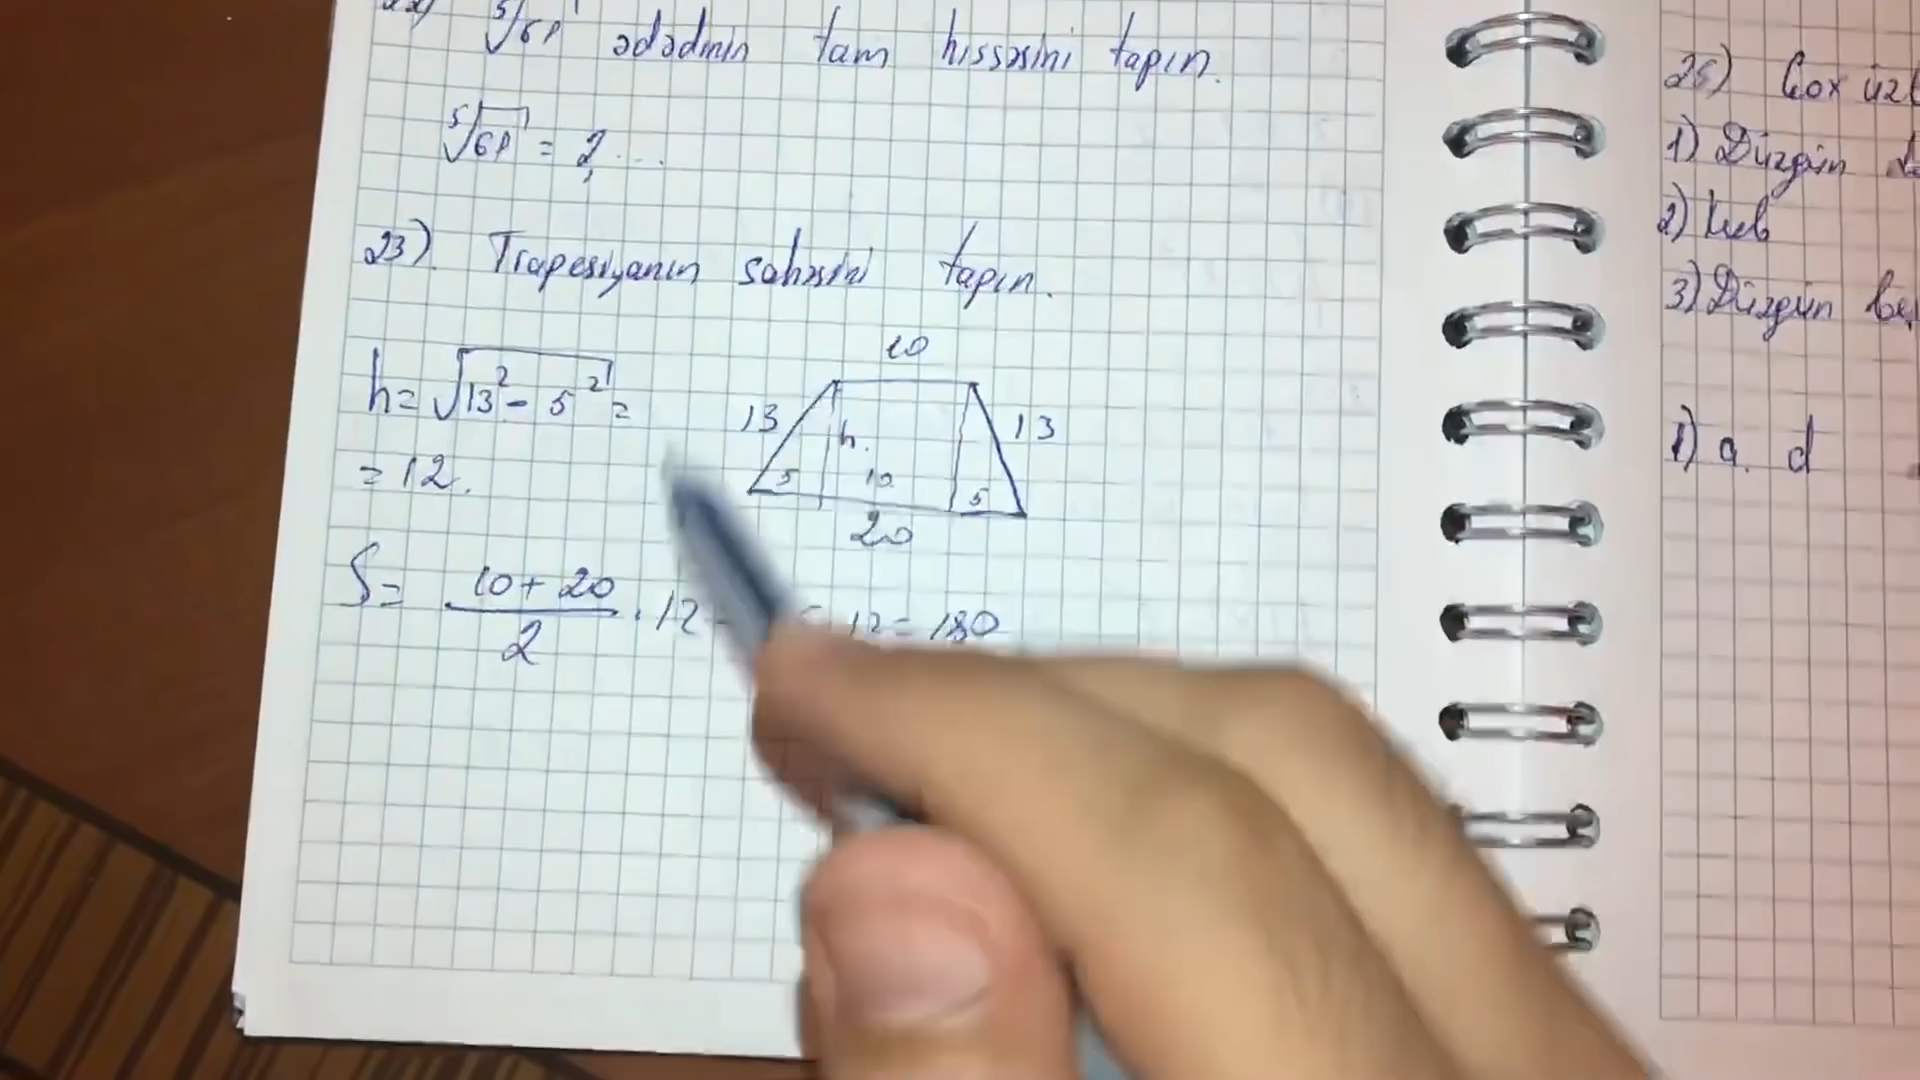 22) ⁵√61 ədədinin tam hissəsini tapın.
⁵√61 = 2, ...
23). Trapesiyanın sahəsini tapın.
10
h = √13² - 5² =
13
h.
13
= 12.
5
10
5
20
S = (10 + 20)/2 · 12 = 12 = 180
25) Çox üzl
1) Düzgün
2) Kub
3) Düzgün
1) a. d